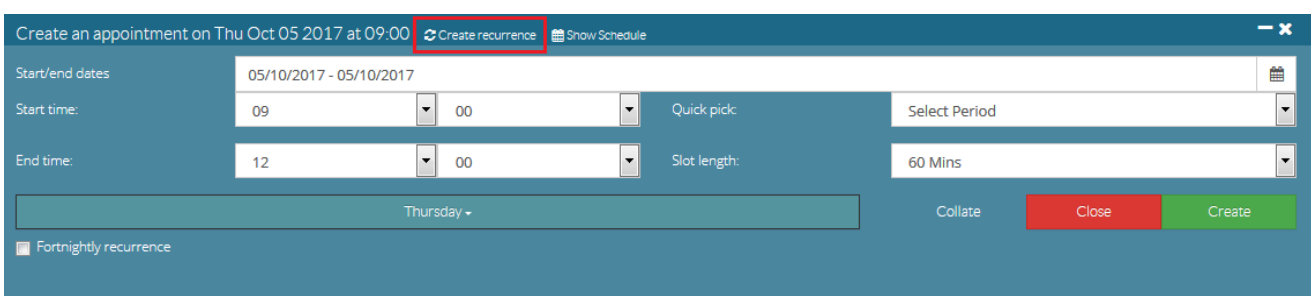 Create an appointment on Thu Oct 05 2017 at 09:00 Create recurrence Show Schedule
Start/end dates 05/10/2017 - 05/10/2017
Start time: 09 00 Quick pick: Select Period
End time: 12 00 Slot length: 60 Mins
Thursday Collate Close Create
Fortnightly recurrence